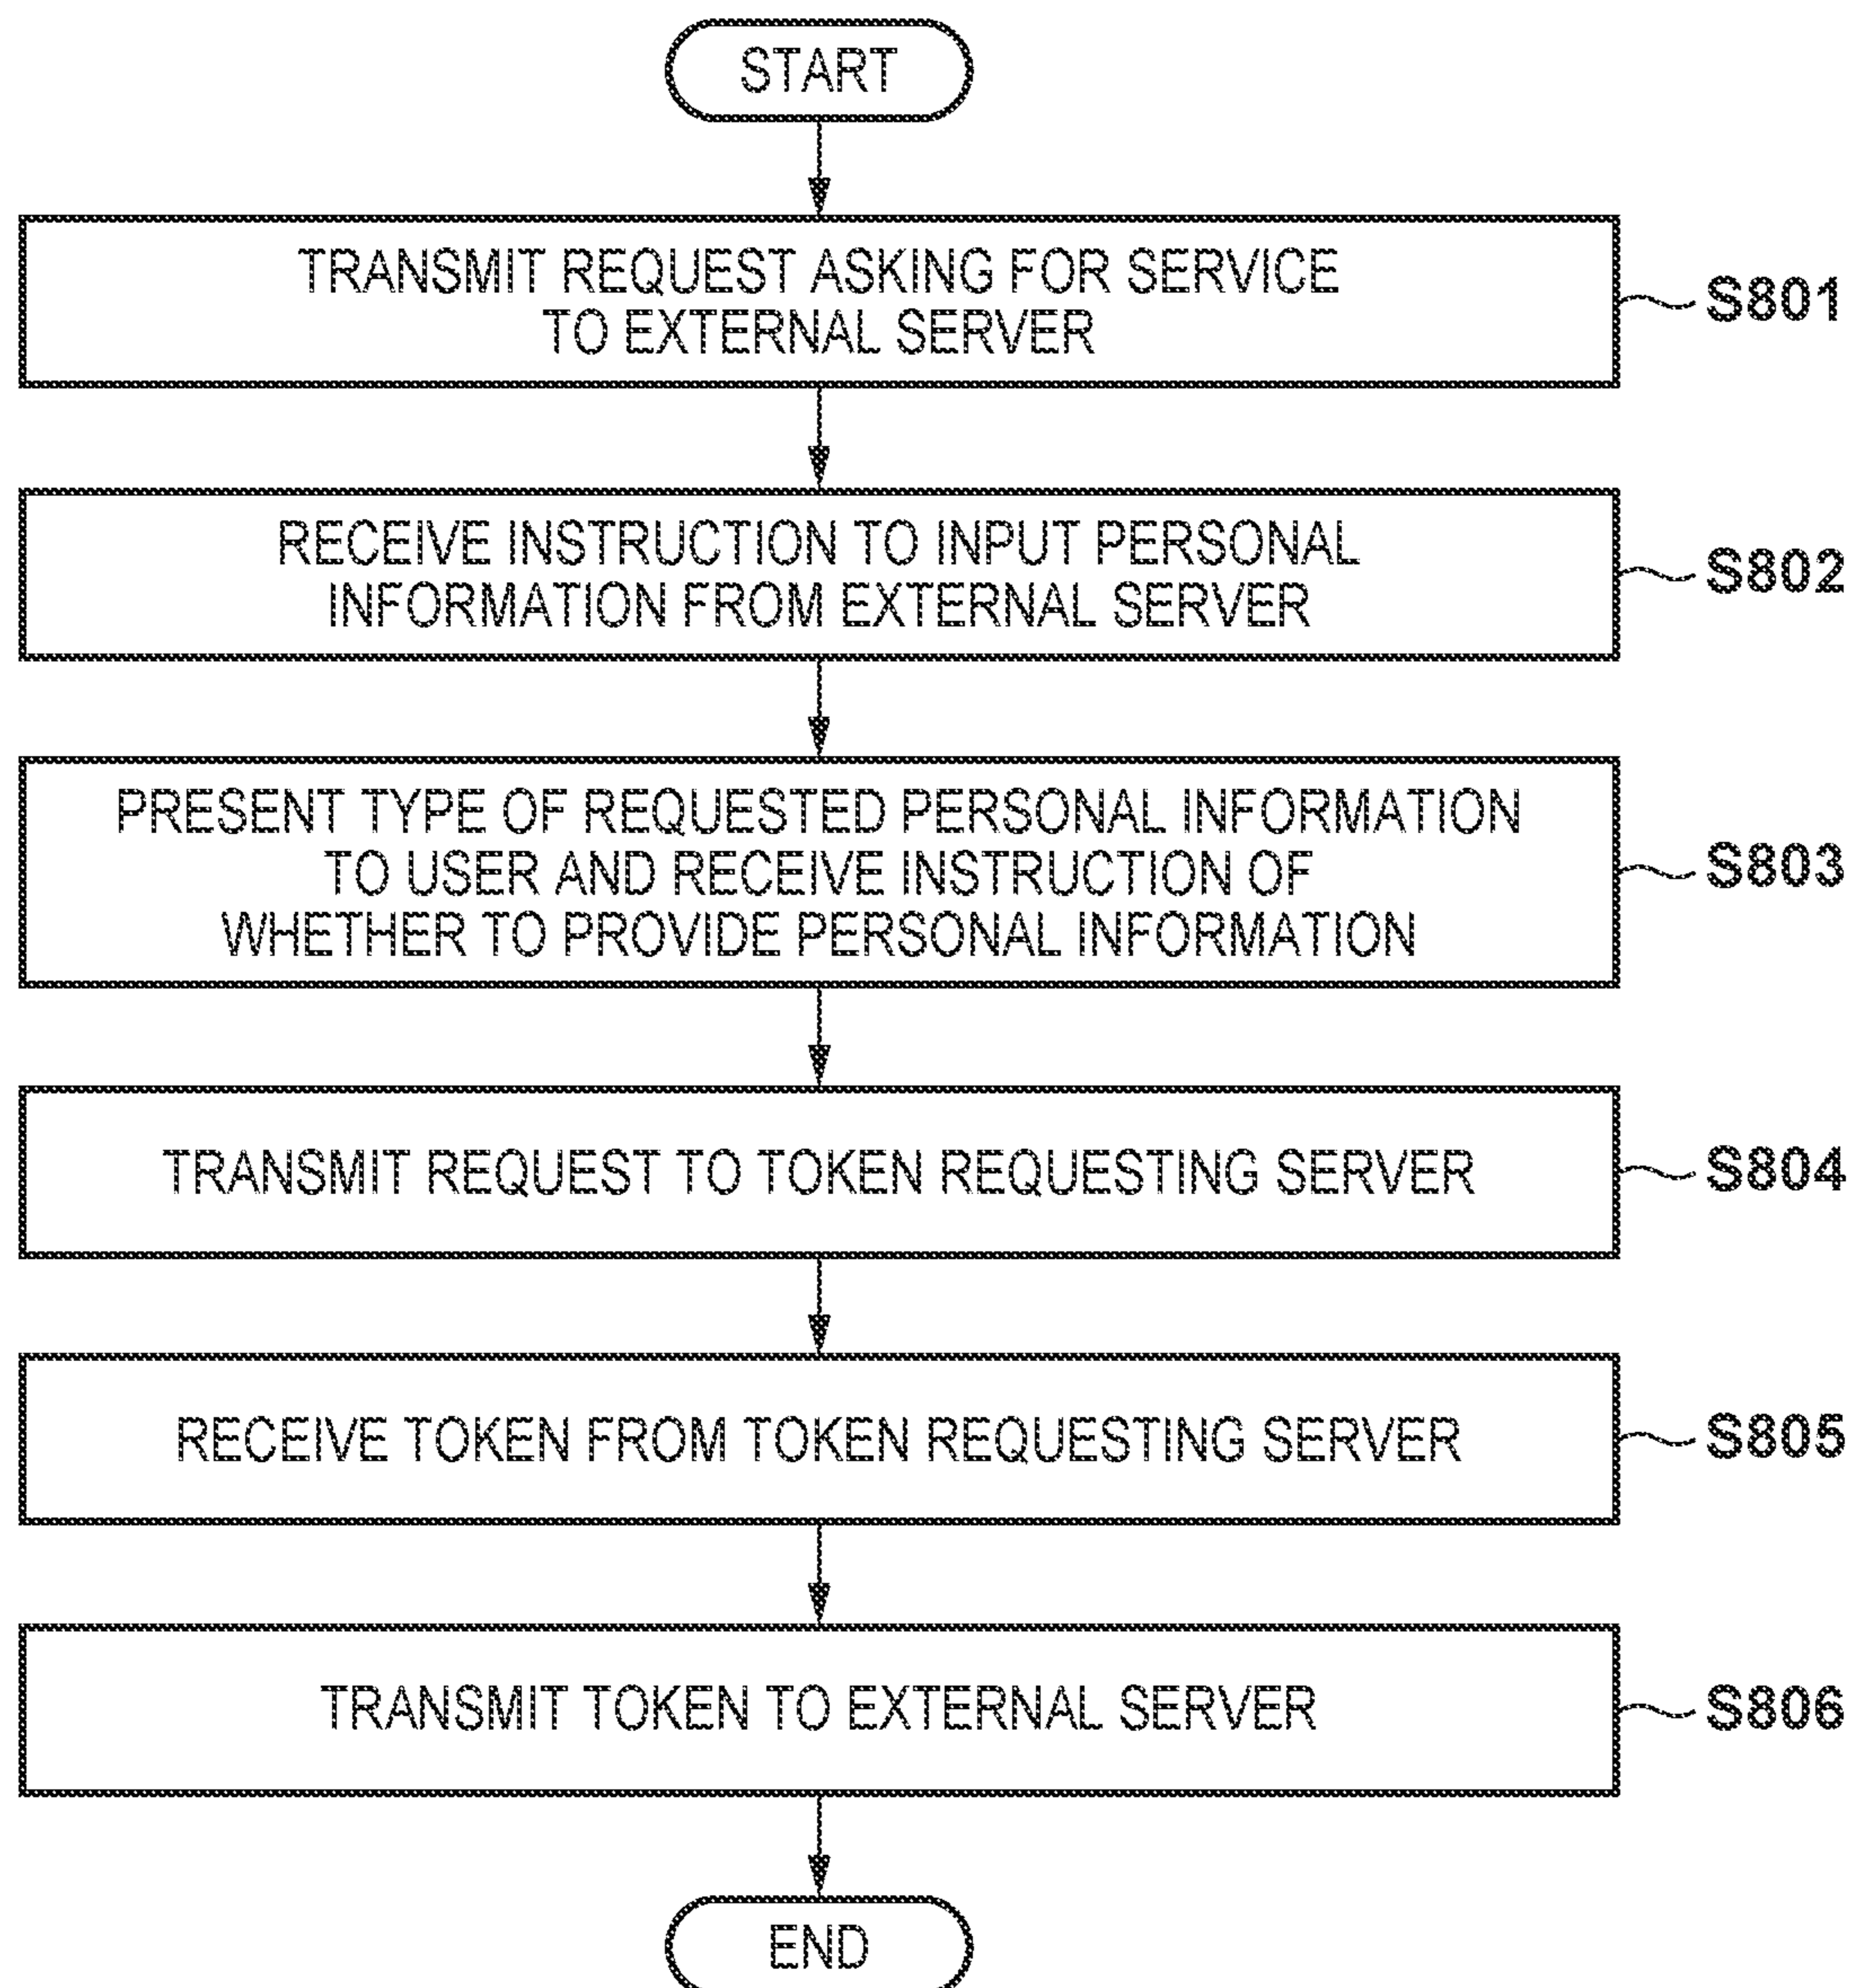 START
TRANSMIT REQUEST ASKING FOR SERVICE
TO EXTERNAL SERVER
S801
RECEIVE INSTRUCTION TO INPUT PERSONAL
INFORMATION FROM EXTERNAL SERVER
S802
PRESENT TYPE OF REQUESTED PERSONAL INFORMATION
TO USER AND RECEIVE INSTRUCTION OF
WHETHER TO PROVIDE PERSONAL INFORMATION
S803
TRANSMIT REQUEST TO TOKEN REQUESTING SERVER
S804
RECEIVE TOKEN FROM TOKEN REQUESTING SERVER
S805
TRANSMIT TOKEN TO EXTERNAL SERVER
S806
END